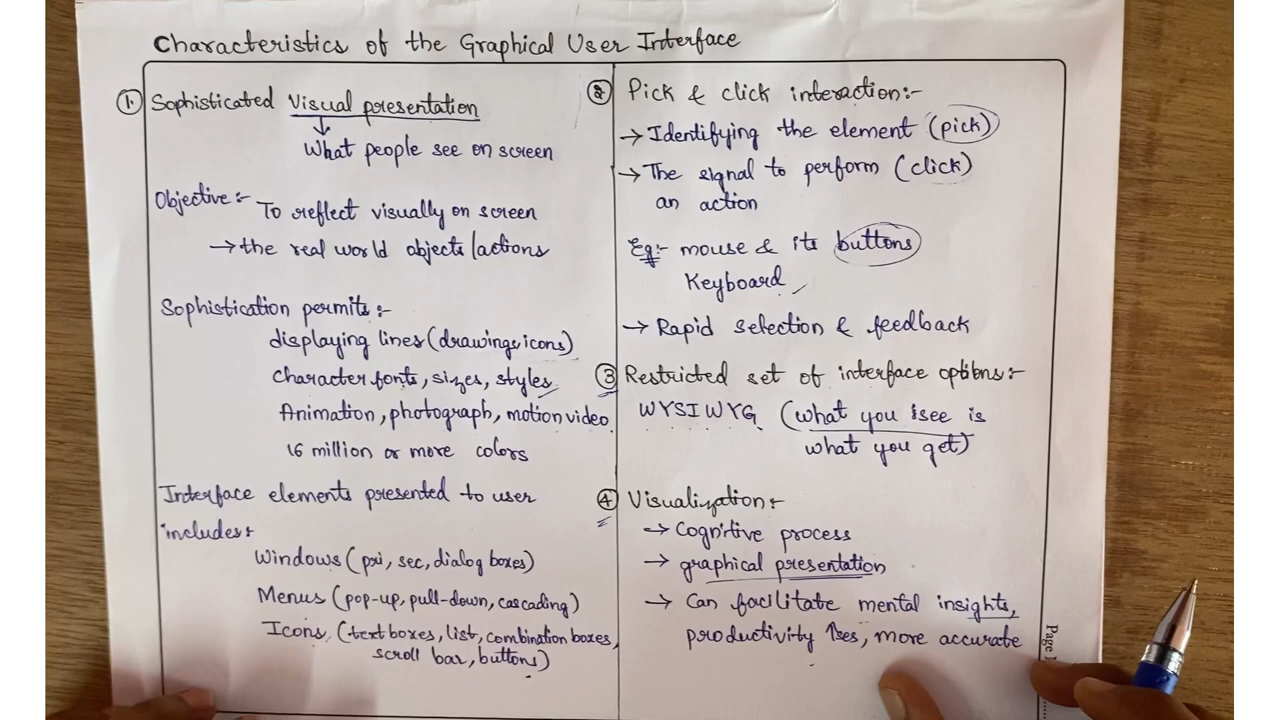 Characteristics of the Graphical User Interface
1. Sophisticated Visual presentation
What people see on screen
Objective:-
To reflect visually on screen
→ the real world objects/actions
Sophistication permits:-
displaying lines (drawings, icons)
Character fonts, sizes, styles
Animation, photograph, motion video
16 million or more colors
Interface elements presented to user
includes:-
Windows (pri, sec, dialog boxes)
Menus (pop-up, pull-down, cascading)
Icons, (text boxes, list, combination boxes,
scroll bar, buttons)
2 Pick & click interaction:-
→ Identifying the element (pick)
→ The signal to perform (click)
an action
Eg:- mouse & its buttons
Keyboard
→ Rapid selection & feedback
3 Restricted set of interface options:-
WYSIWYG (what you see is
what you get)
4 Visualization:-
→ Cognitive process
→ graphical presentation
→ Can facilitate mental insights,
productivity ↑ses, more accurate
Page